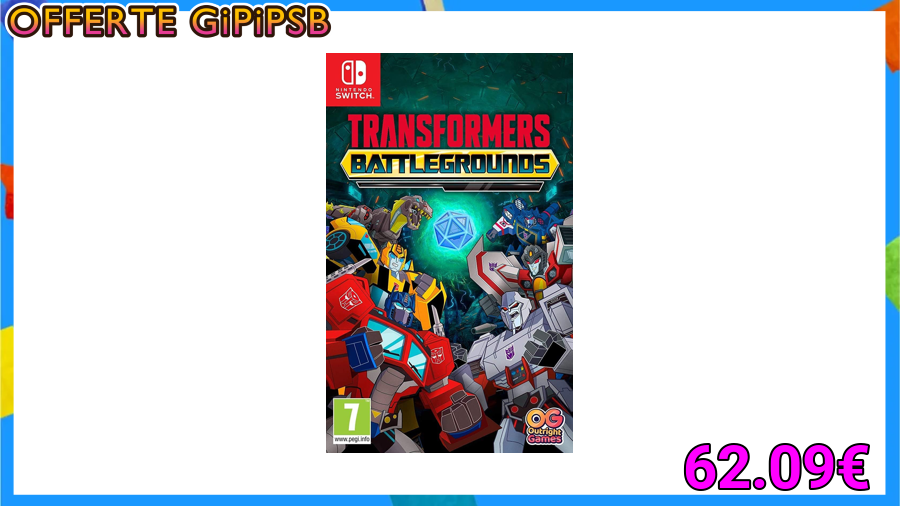 OFFERTE GiPiPSB
NINTENDO
SWITCH.
TRANSFORMERS
BATTLEGROUNDS
7
www.pegi.info
OG
Outright
Games
62.09€